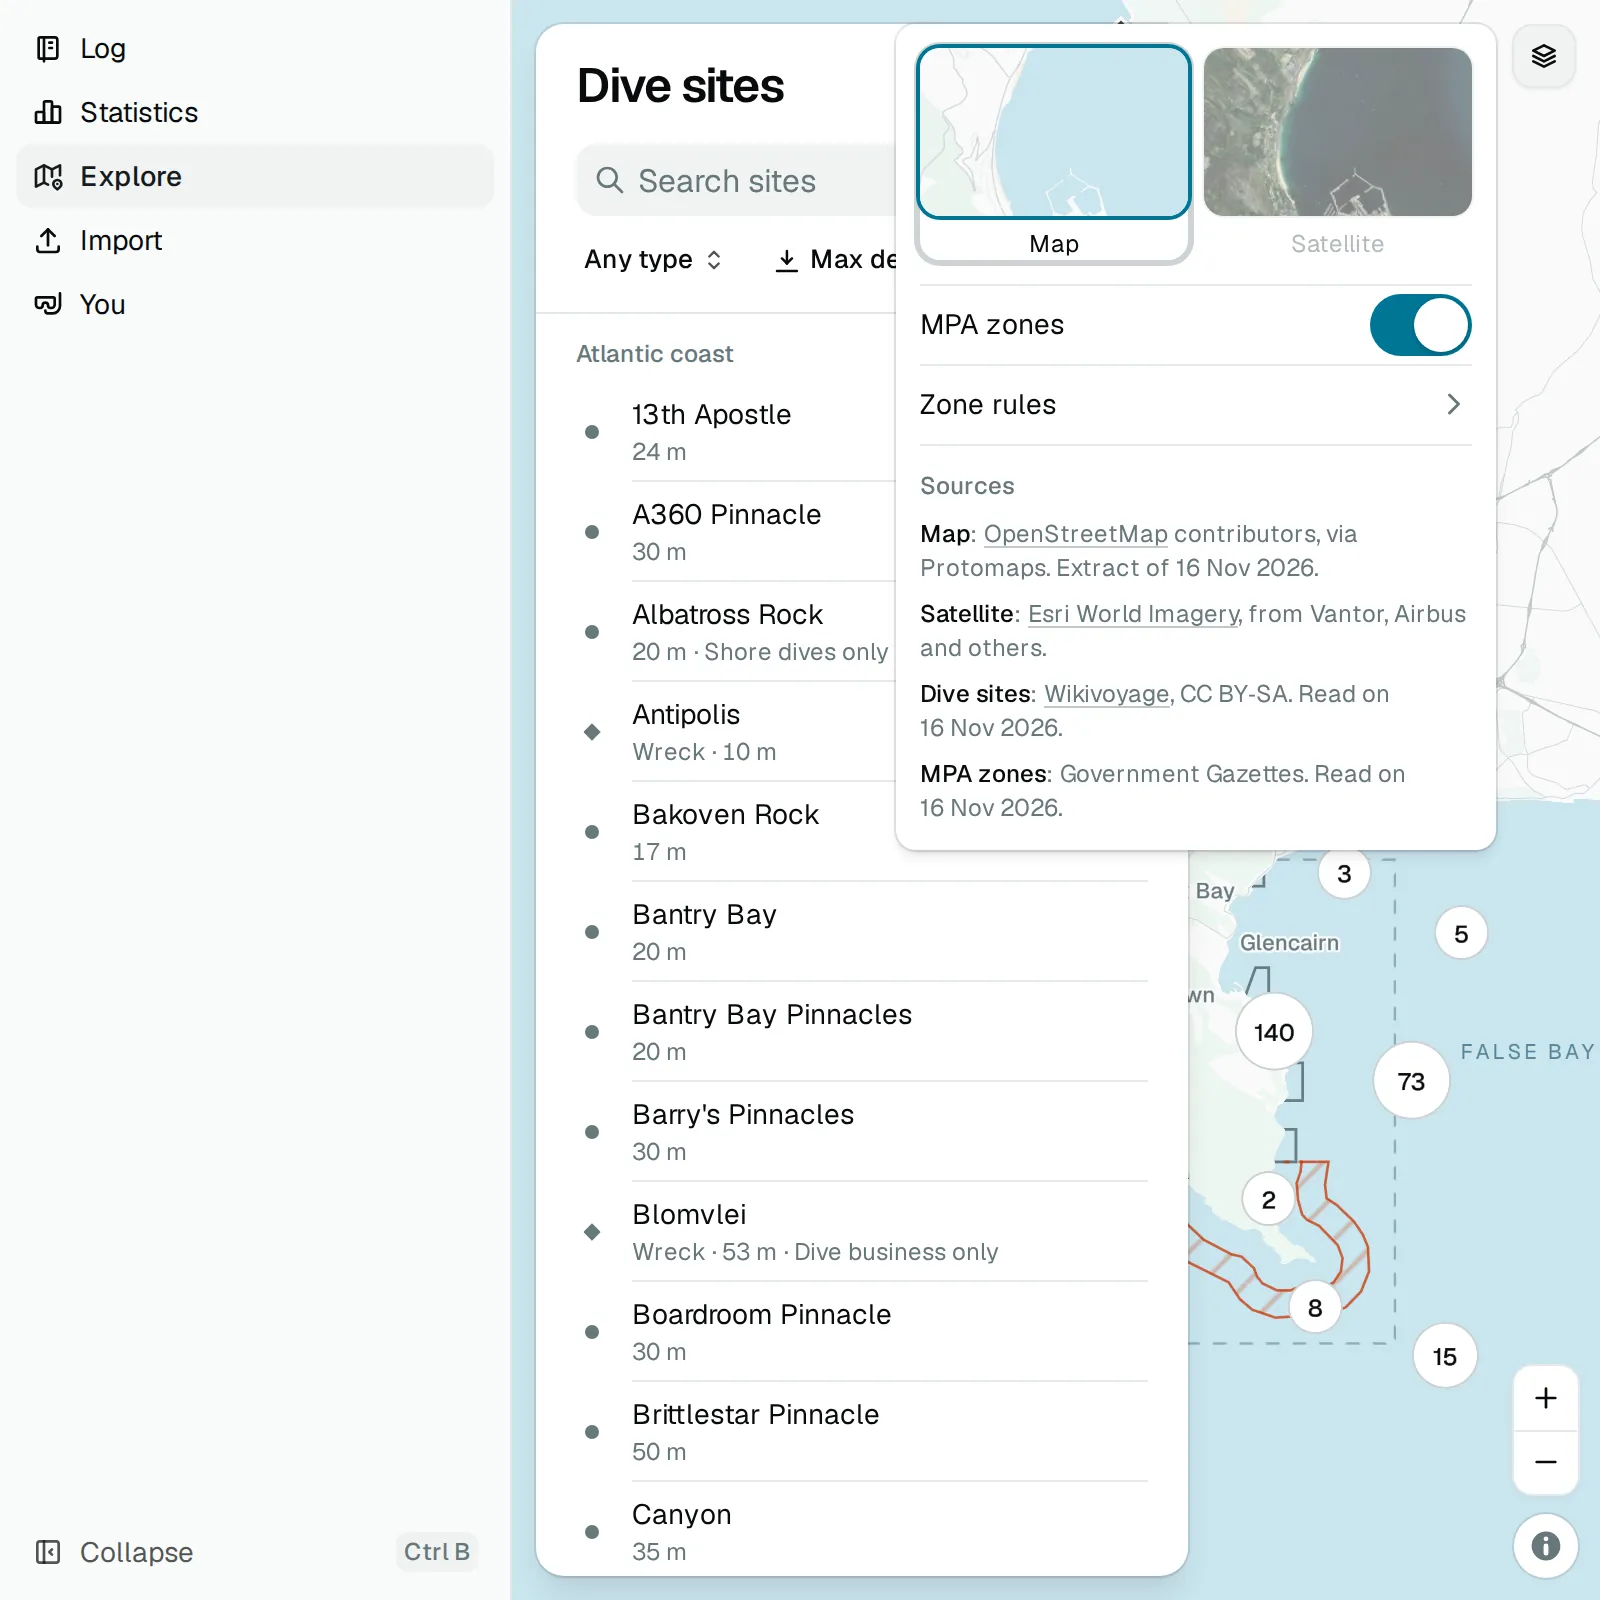 Log
Statistics
Explore
Import
You
Collapse
Ctrl B
Dive sites
Search sites
Any type
Max de
Atlantic coast
13th Apostle
24 m
A360 Pinnacle
30 m
Albatross Rock
20 m · Shore dives only
Antipolis
Wreck · 10 m
Bakoven Rock
17 m
Bantry Bay
20 m
Bantry Bay Pinnacles
20 m
Barry's Pinnacles
30 m
Blomvlei
Wreck · 53 m · Dive business only
Boardroom Pinnacle
30 m
Brittlestar Pinnacle
50 m
Canyon
35 m
Map
Satellite
MPA zones
Zone rules
Sources
Map: OpenStreetMap contributors, via
Protomaps. Extract of 16 Nov 2026.
Satellite: Esri World Imagery, from Vantor, Airbus
and others.
Dive sites: Wikivoyage, CC BY-SA. Read on
16 Nov 2026.
MPA zones: Government Gazettes. Read on
16 Nov 2026.
Bay
3
5
Glencairn
wn
140
FALSE BAY
73
2
8
15